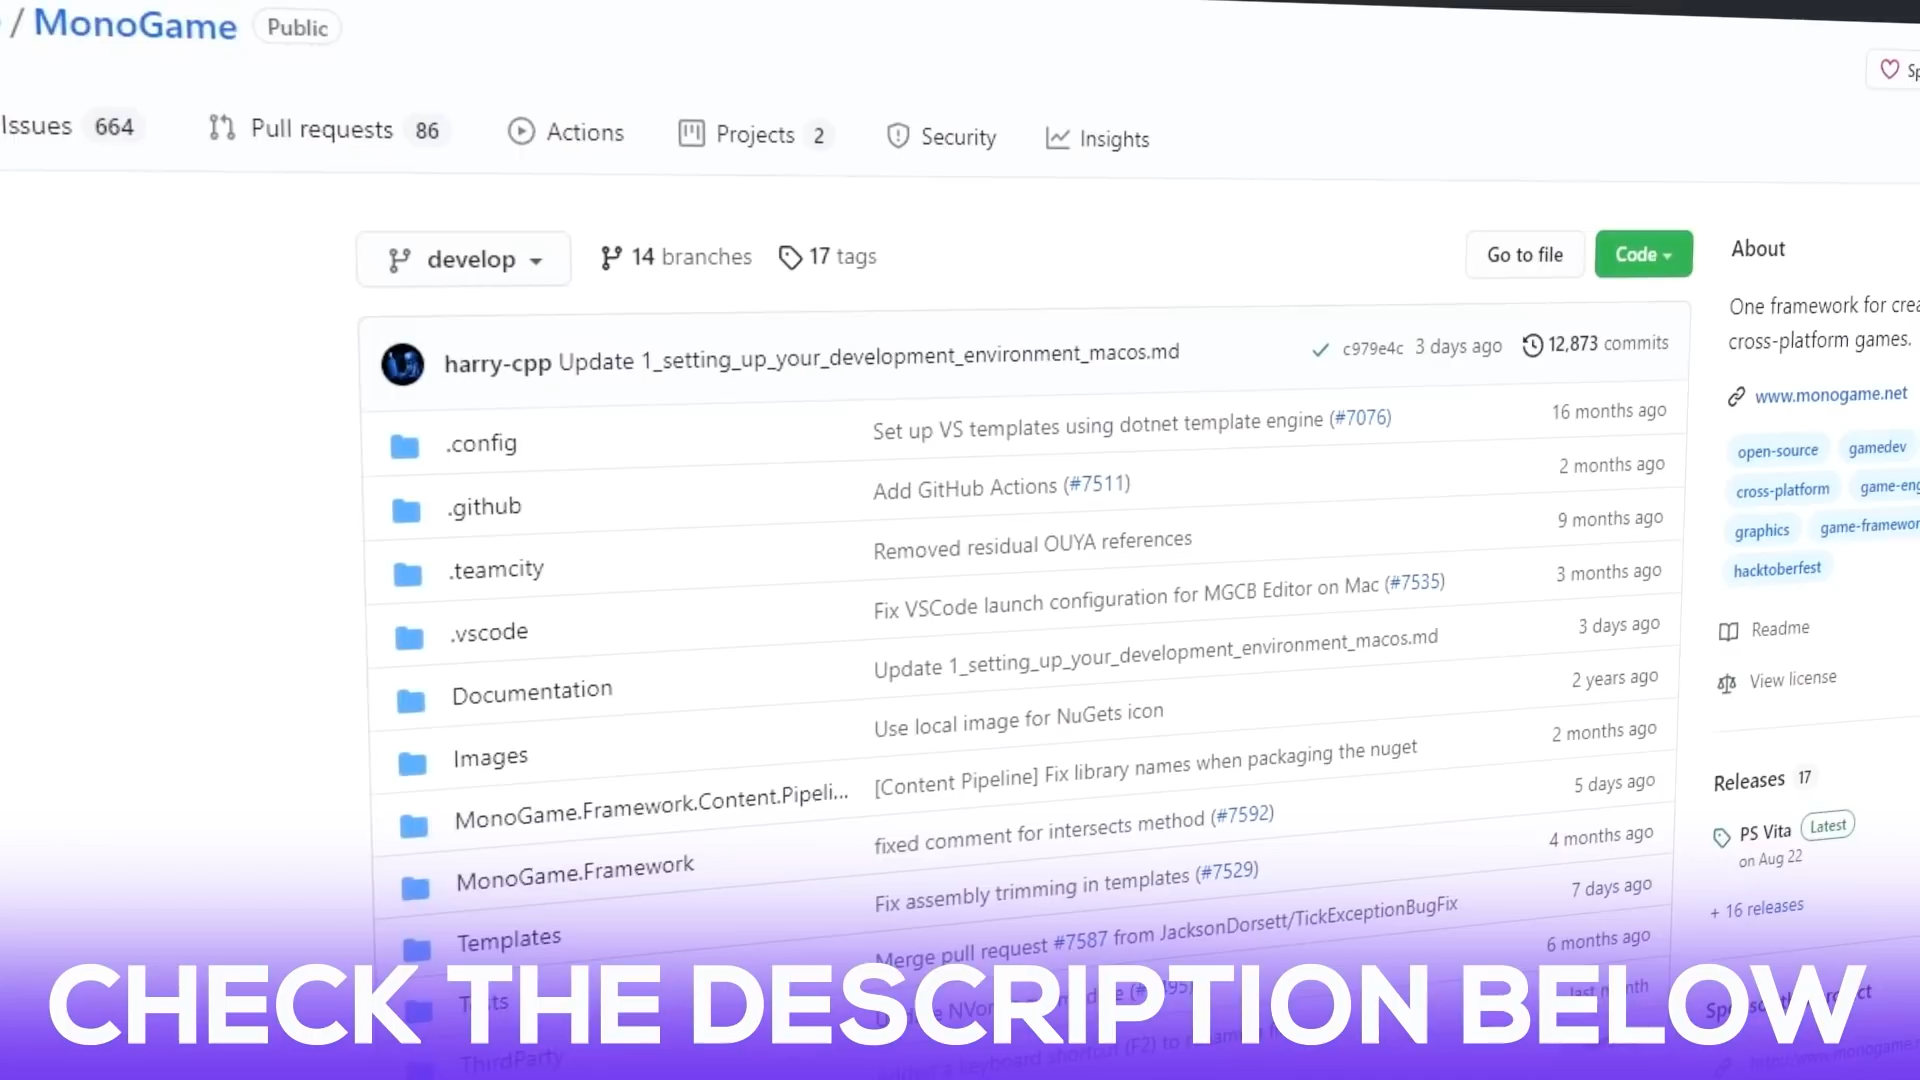 / MonoGame Public
Sp
Issues 664 Pull requests 86 Actions Projects 2 Security Insights
develop 14 branches 17 tags Go to file Code
About
One framework for crea
cross-platform games.
harry-cpp Update 1_setting_up_your_development_environment_macos.md c979e4c 3 days ago 12,873 commits
www.monogame.net
.config Set up VS templates using dotnet template engine (#7076) 16 months ago
.github Add GitHub Actions (#7511) 2 months ago
.teamcity Removed residual OUYA references 9 months ago
.vscode Fix VSCode launch configuration for MGCB Editor on Mac (#7535) 3 months ago
Documentation Update 1_setting_up_your_development_environment_macos.md 3 days ago
Images Use local image for NuGets icon 2 years ago
MonoGame.Framework.Content.Pipeli... [Content Pipeline] Fix library names when packaging the nuget 2 months ago
MonoGame.Framework fixed comment for intersects method (#7592) 5 days ago
Templates Fix assembly trimming in templates (#7529) 4 months ago
Tests Merge pull request #7587 from JacksonDorsett/TickExceptionBugFix 7 days ago
ThirdParty 6 months ago
last month
open-source gamedev
cross-platform game-eng
graphics game-framewor
hacktoberfest
Readme
View license
Releases 17
PS Vita Latest
on Aug 22
+ 16 releases
CHECK THE DESCRIPTION BELOW